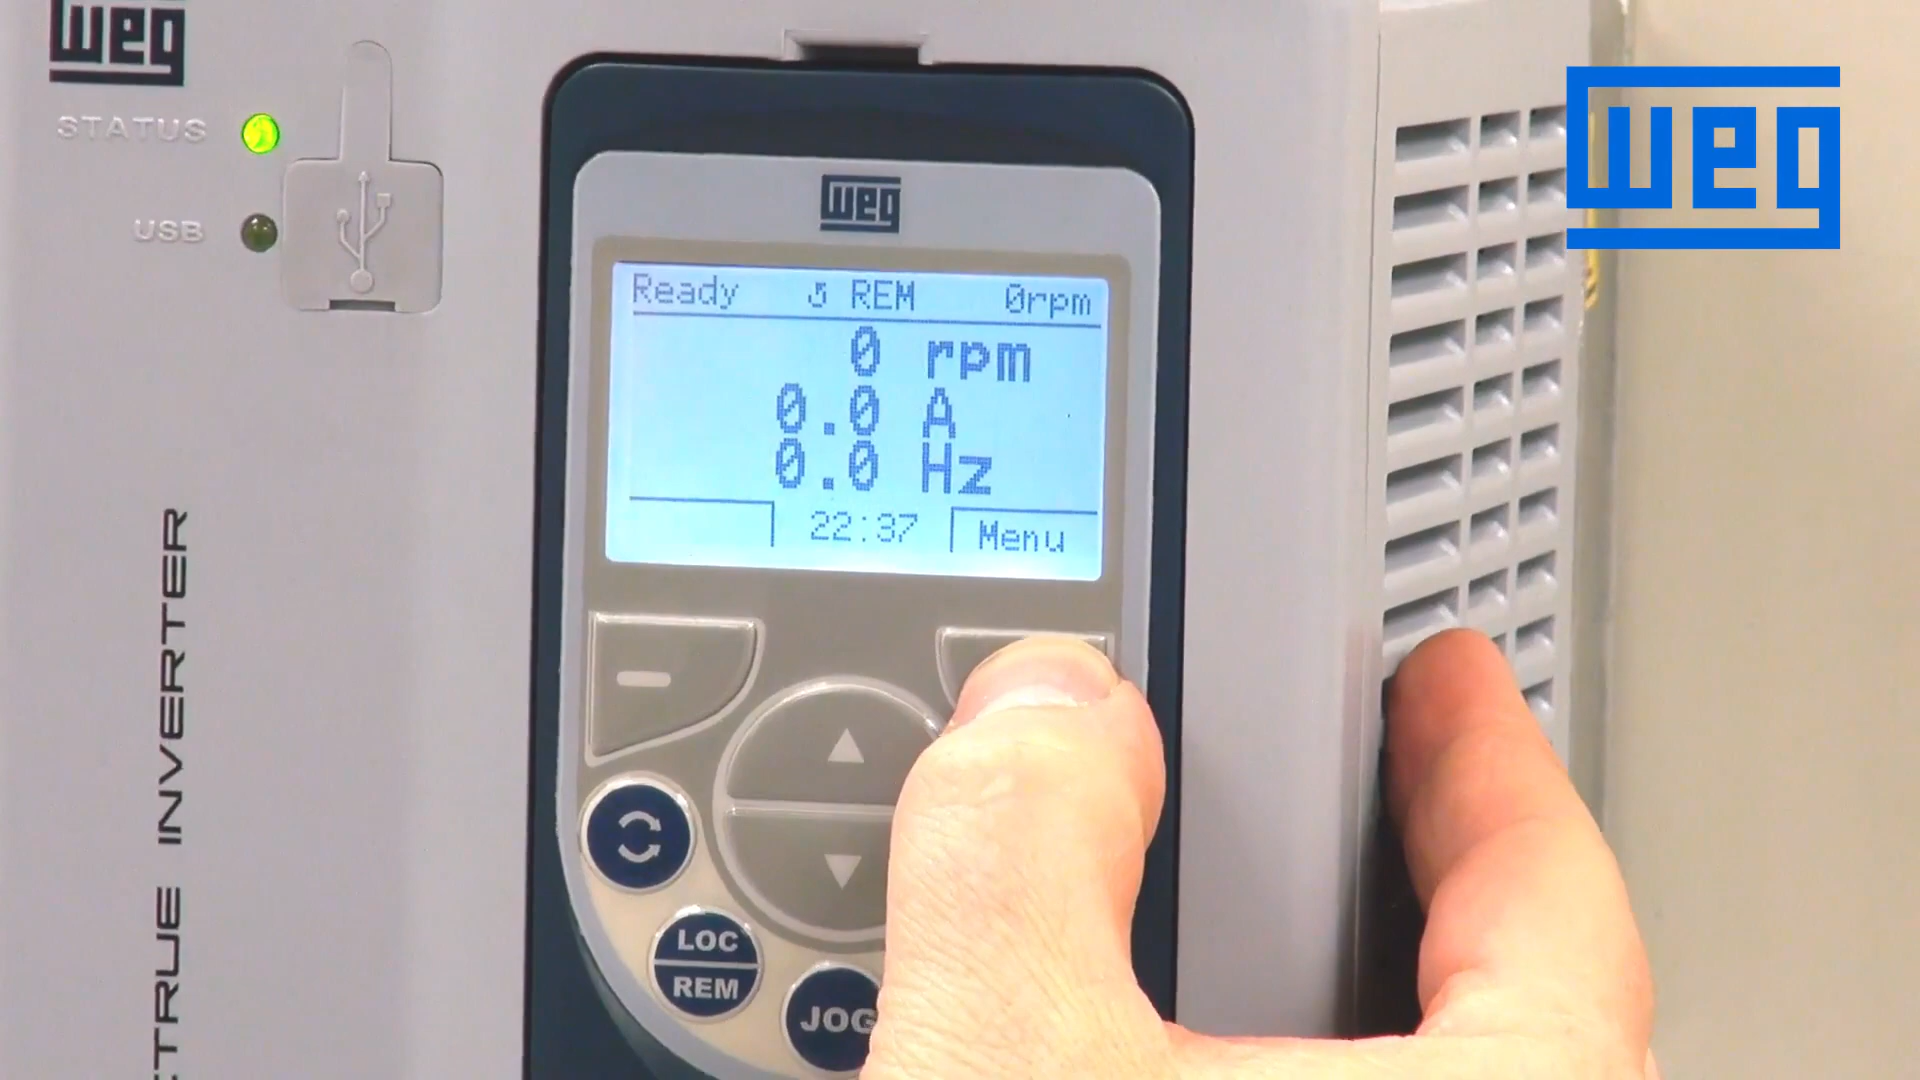 weg
STATUS
USB
weg
weg
Ready ↺ REM 0rpm
0 rpm
0.0 A
0.0 Hz
22:37 Menu
LOC
REM
JOG
CTRUE INVERTER